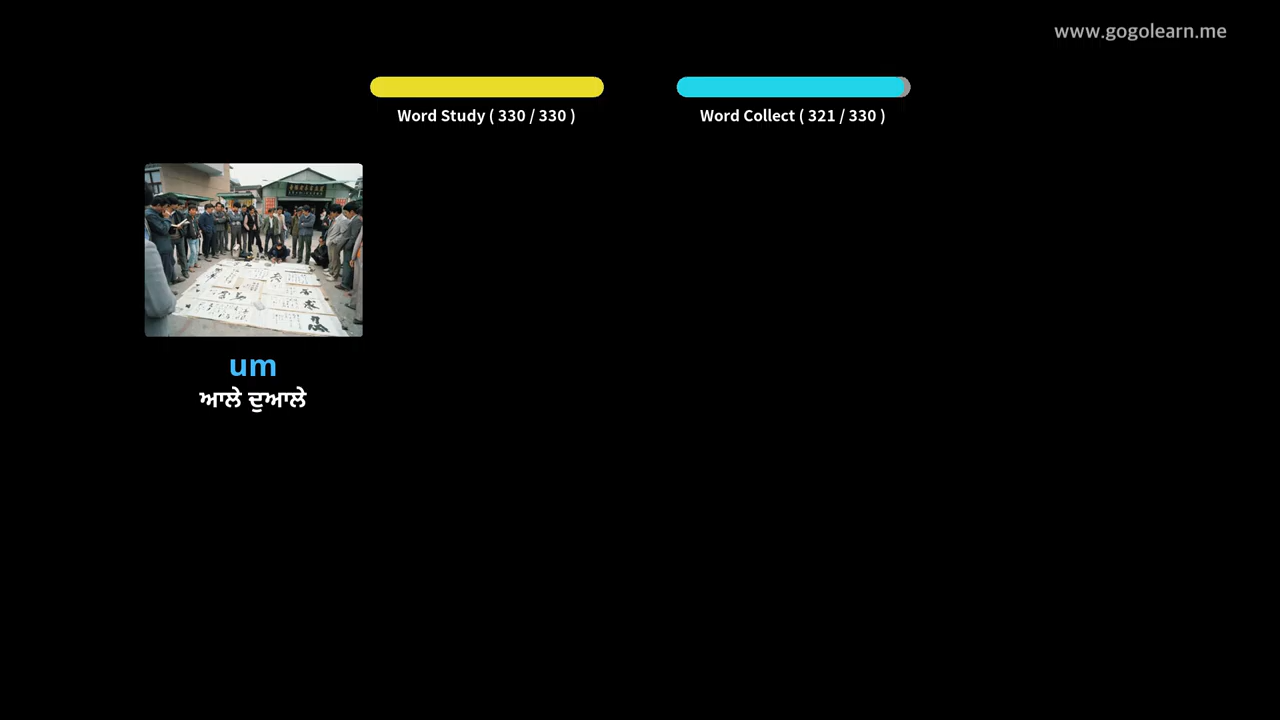 www.gogolearn.me
Word Study ( 330 / 330 )
Word Collect ( 321 / 330 )
um
ਆਲੇ ਦੁਆਲੇ